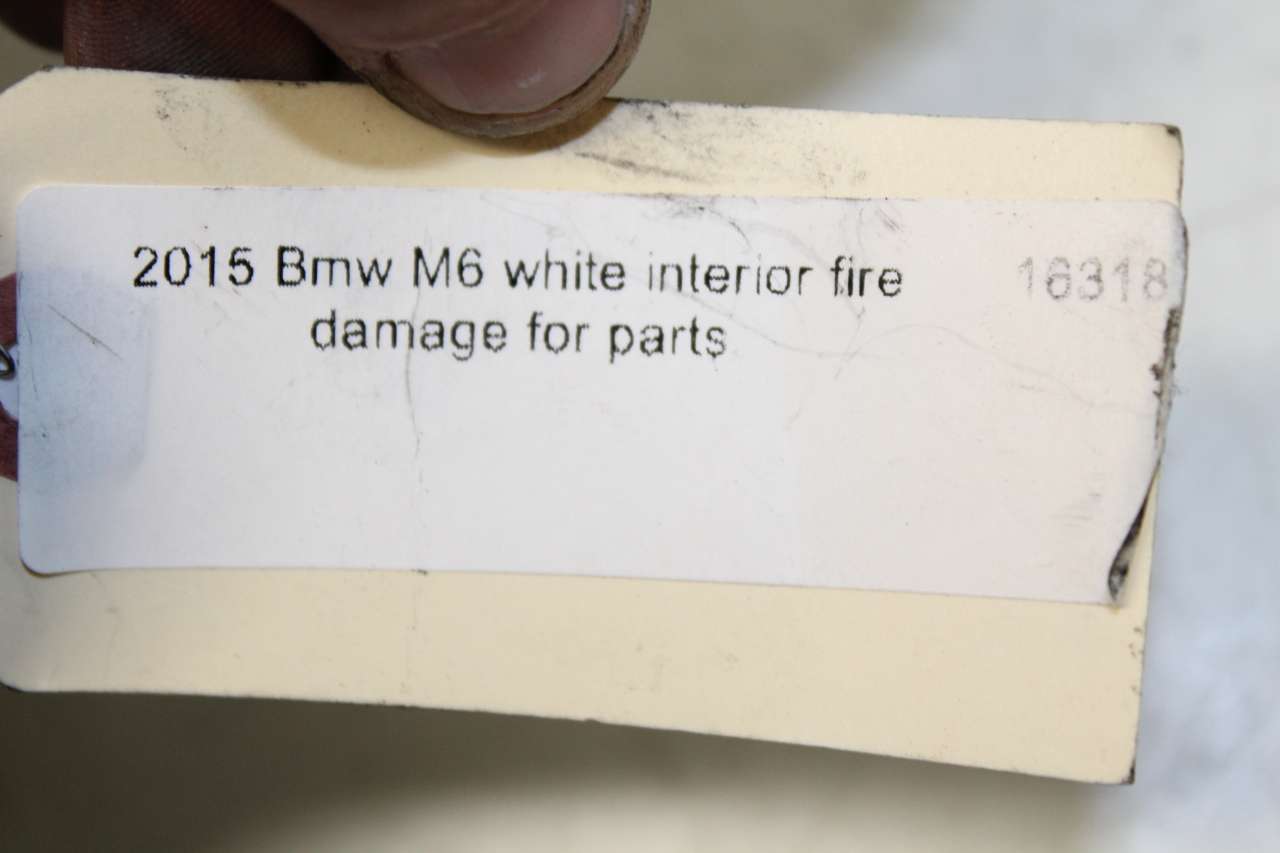 2015 Bmw M6 white interior fire 16318
damage for parts